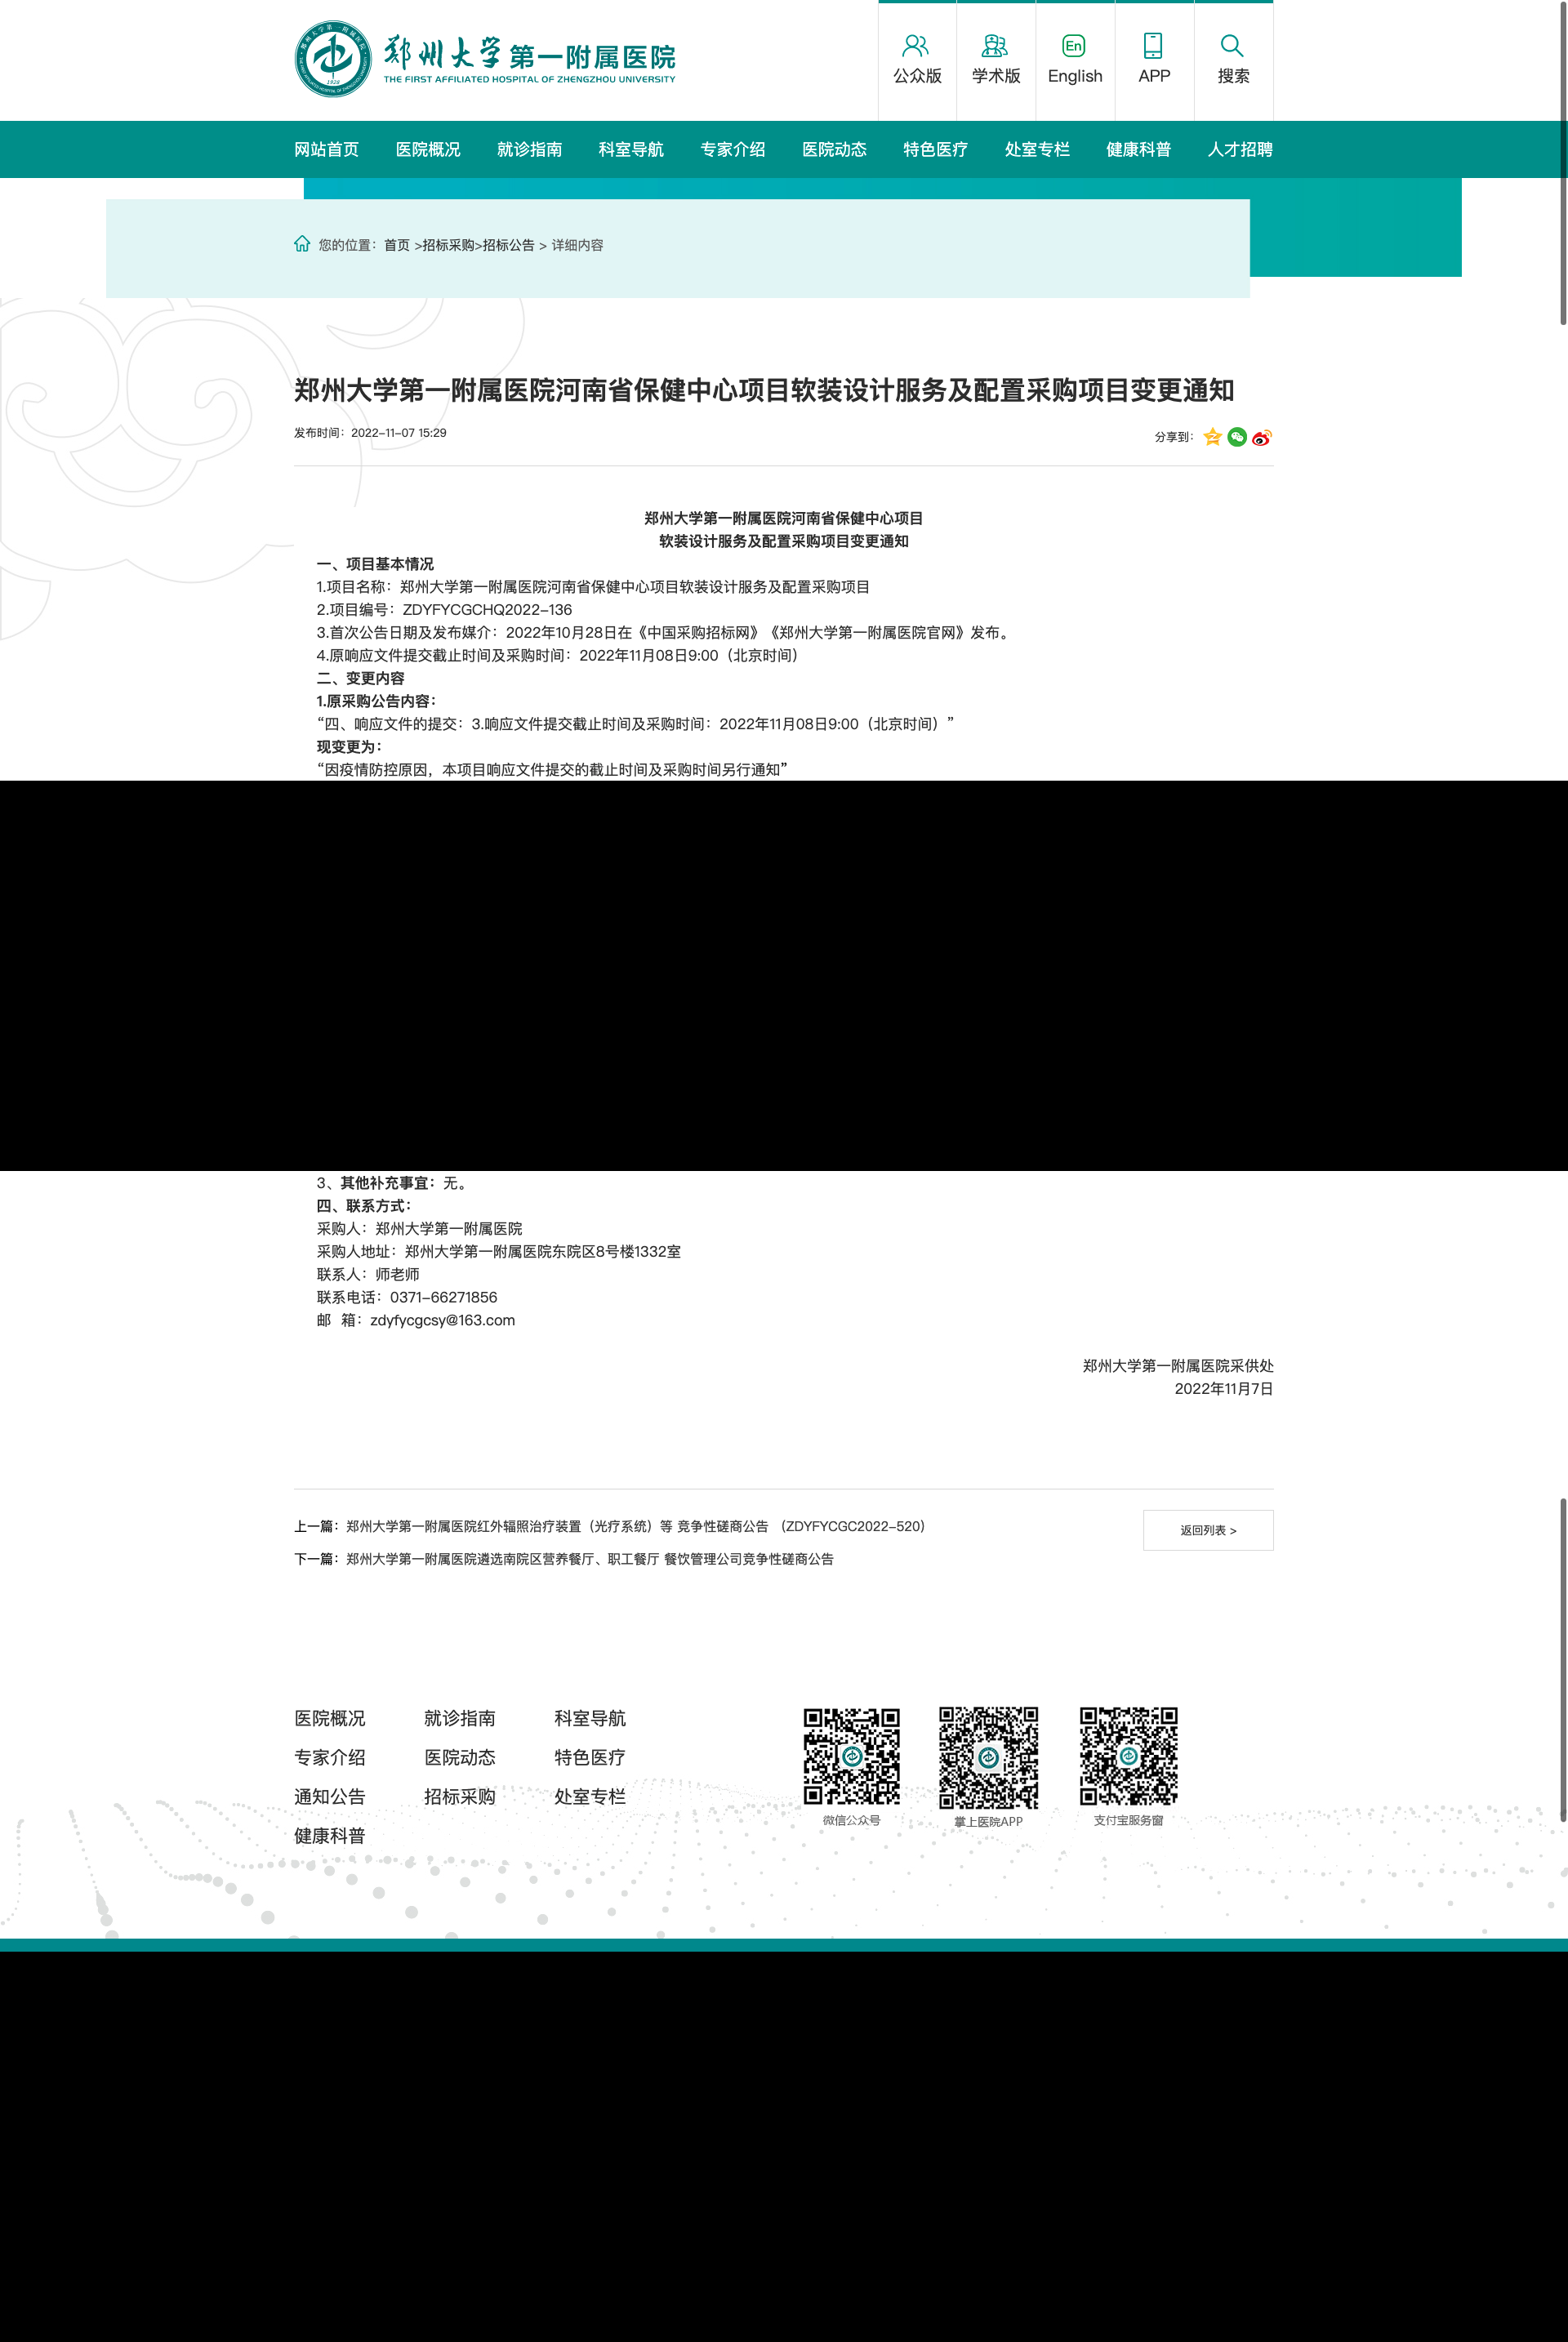 郑州大学第一附属医院
THE FIRST AFFILIATED HOSPITAL OF ZHENGZHOU UNIVERSITY
公众版
学术版
English
APP
搜索
网站首页 医院概况 就诊指南 科室导航 专家介绍 医院动态 特色医疗 处室专栏 健康科普 人才招聘
您的位置：首页 >招标采购>招标公告 > 详细内容
郑州大学第一附属医院河南省保健中心项目软装设计服务及配置采购项目变更通知
发布时间：2022-11-07 15:29
分享到：
郑州大学第一附属医院河南省保健中心项目
软装设计服务及配置采购项目变更通知
一、项目基本情况
1.项目名称：郑州大学第一附属医院河南省保健中心项目软装设计服务及配置采购项目
2.项目编号：ZDYFYCGCHQ2022-136
3.首次公告日期及发布媒介：2022年10月28日在《中国采购招标网》《郑州大学第一附属医院官网》发布。
4.原响应文件提交截止时间及采购时间：2022年11月08日9:00（北京时间）
二、变更内容
1.原采购公告内容：
“四、响应文件的提交：3.响应文件提交截止时间及采购时间：2022年11月08日9:00（北京时间）”
现变更为：
“因疫情防控原因，本项目响应文件提交的截止时间及采购时间另行通知”
3、其他补充事宜：无。
四、联系方式：
采购人：郑州大学第一附属医院
采购人地址：郑州大学第一附属医院东院区8号楼1332室
联系人：师老师
联系电话：0371-66271856
邮 箱：zdyfycgcsy@163.com
郑州大学第一附属医院采供处
2022年11月7日
上一篇：郑州大学第一附属医院红外辐照治疗装置（光疗系统）等 竞争性磋商公告 （ZDYFYCGC2022-520）
返回列表 >
下一篇：郑州大学第一附属医院遴选南院区营养餐厅、职工餐厅 餐饮管理公司竞争性磋商公告
医院概况 就诊指南 科室导航
专家介绍 医院动态 特色医疗
通知公告 招标采购 处室专栏
健康科普
微信公众号
掌上医院APP
支付宝服务窗